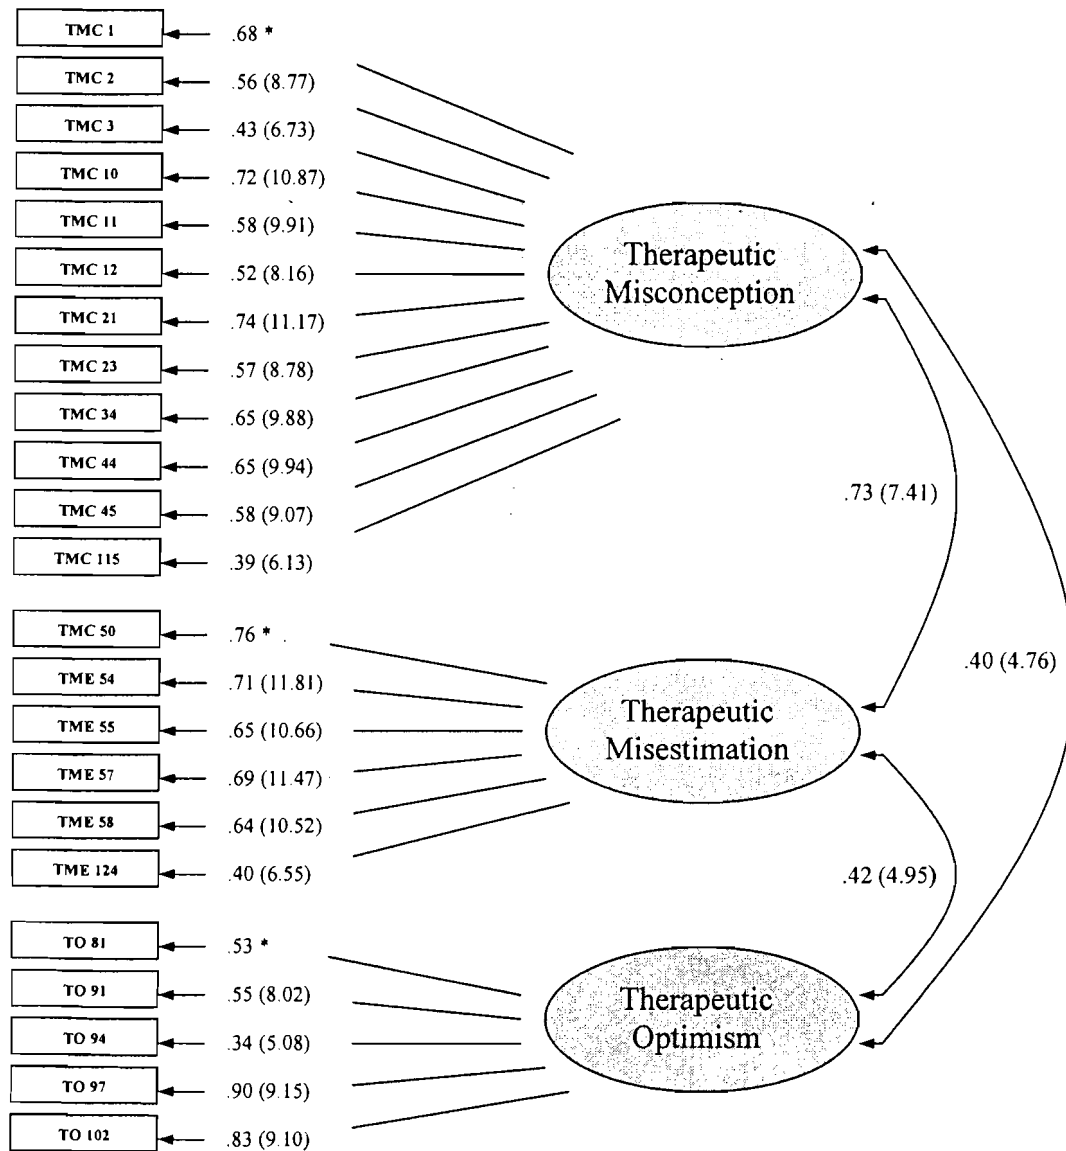 TMC 1 .68 *
TMC 2 .56 (8.77)
TMC 3 .43 (6.73)
TMC 10 .72 (10.87)
TMC 11 .58 (9.91)
TMC 12 .52 (8.16)
TMC 21 .74 (11.17)
TMC 23 .57 (8.78)
TMC 34 .65 (9.88)
TMC 44 .65 (9.94)
TMC 45 .58 (9.07)
TMC 115 .39 (6.13)
Therapeutic
Misconception
.73 (7.41)
.40 (4.76)
TMC 50 .76 *
TME 54 .71 (11.81)
TME 55 .65 (10.66)
TME 57 .69 (11.47)
TME 58 .64 (10.52)
TME 124 .40 (6.55)
Therapeutic
Misestimation
.42 (4.95)
TO 81 .53 *
TO 91 .55 (8.02)
TO 94 .34 (5.08)
TO 97 .90 (9.15)
TO 102 .83 (9.10)
Therapeutic
Optimism